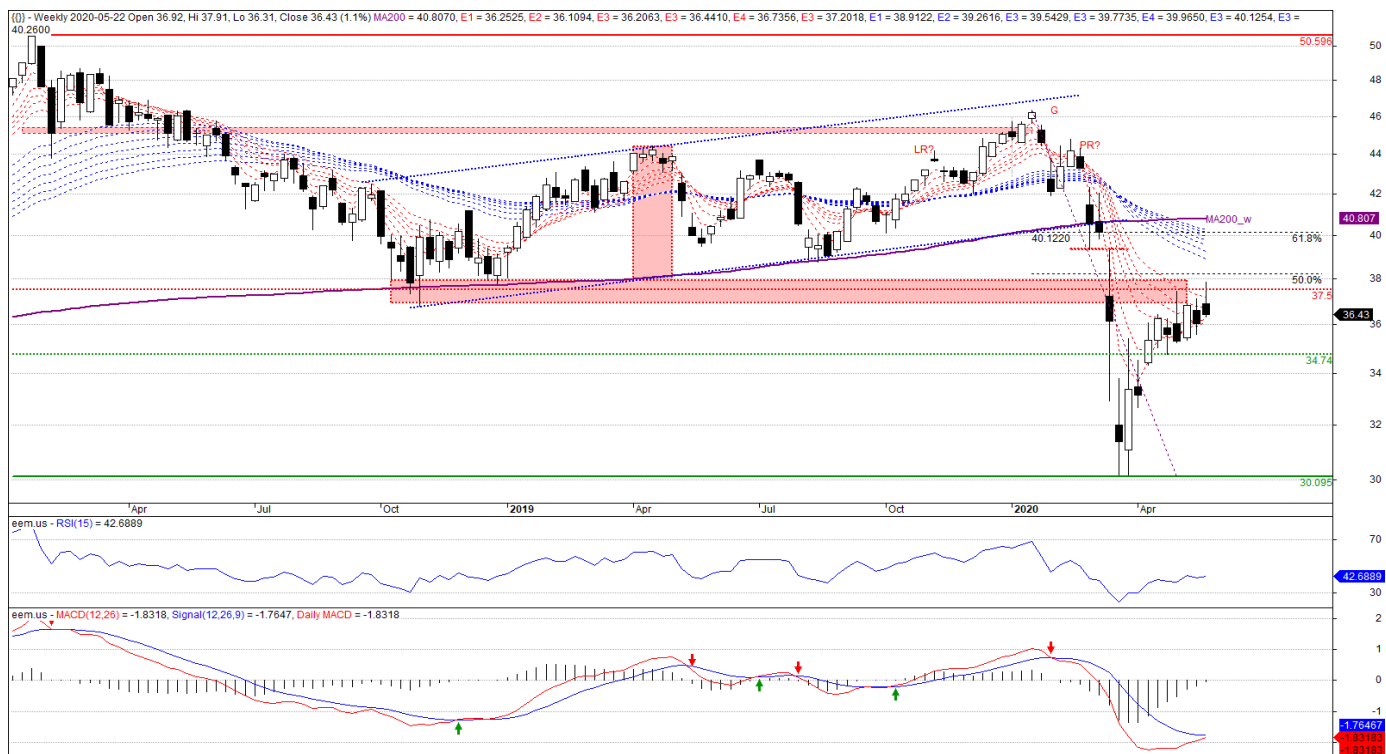 {{}} - Weekly 2020-05-22 Open 36.92, Hi 37.91, Lo 36.31, Close 36.43 (1.1%) MA200 = 40.8070, E1 = 36.2525, E2 = 36.1094, E3 = 36.2063, E3 = 36.4410, E4 = 36.7356, E3 = 37.2018, E1 = 38.9122, E2 = 39.2616, E3 = 39.5429, E3 = 39.7735, E4 = 39.9650, E3 = 40.1254, E3 =
40.2600
50.596
50
48
46
G
LR?
PR?
44
42
MA200_w
40.807
40.1220
61.8%
40
38
50.0%
37.5
36.43
36
34.74
34
32
30.095
30
Apr
Jul
Oct
2019
Apr
Jul
Oct
2020
Apr
eem.us - RSI(15) = 42.6889
70
42.6889
30
eem.us - MACD(12,26) = -1.8318, Signal(12,26,9) = -1.7647, Daily MACD = -1.8318
2
1
0
-1
-1.76467
-1.83183
-1.83183